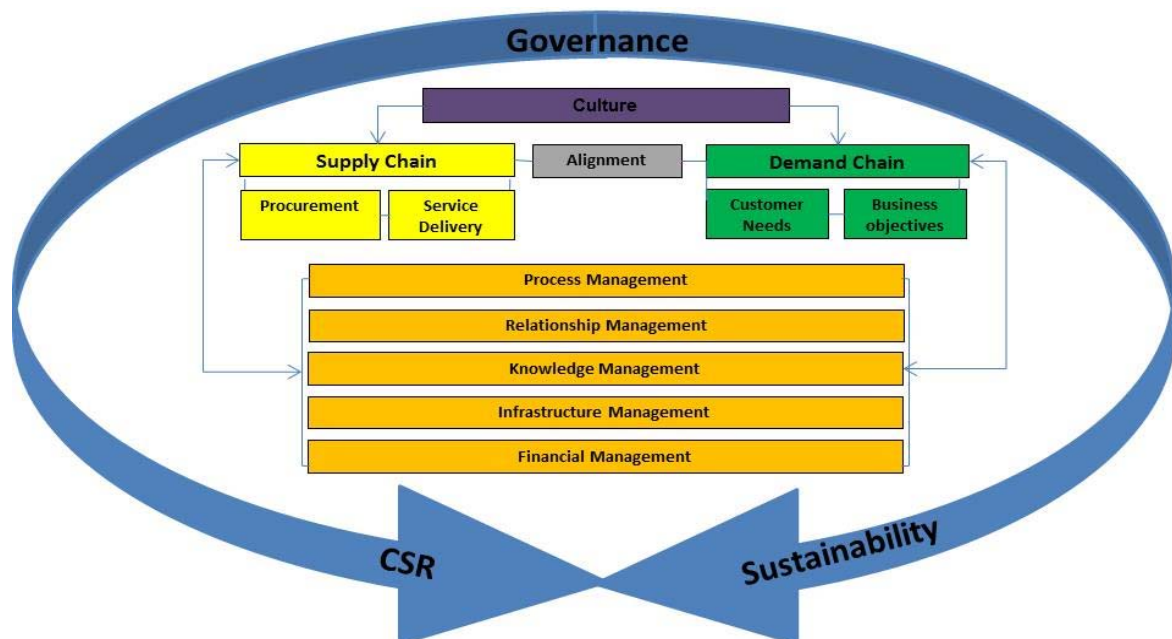 Governance
Culture
Supply Chain
Alignment
Demand Chain
Procurement
Service
Delivery
Customer
Needs
Business
objectives
Process Management
Relationship Management
Knowledge Management
Infrastructure Management
Financial Management
CSR
Sustainability